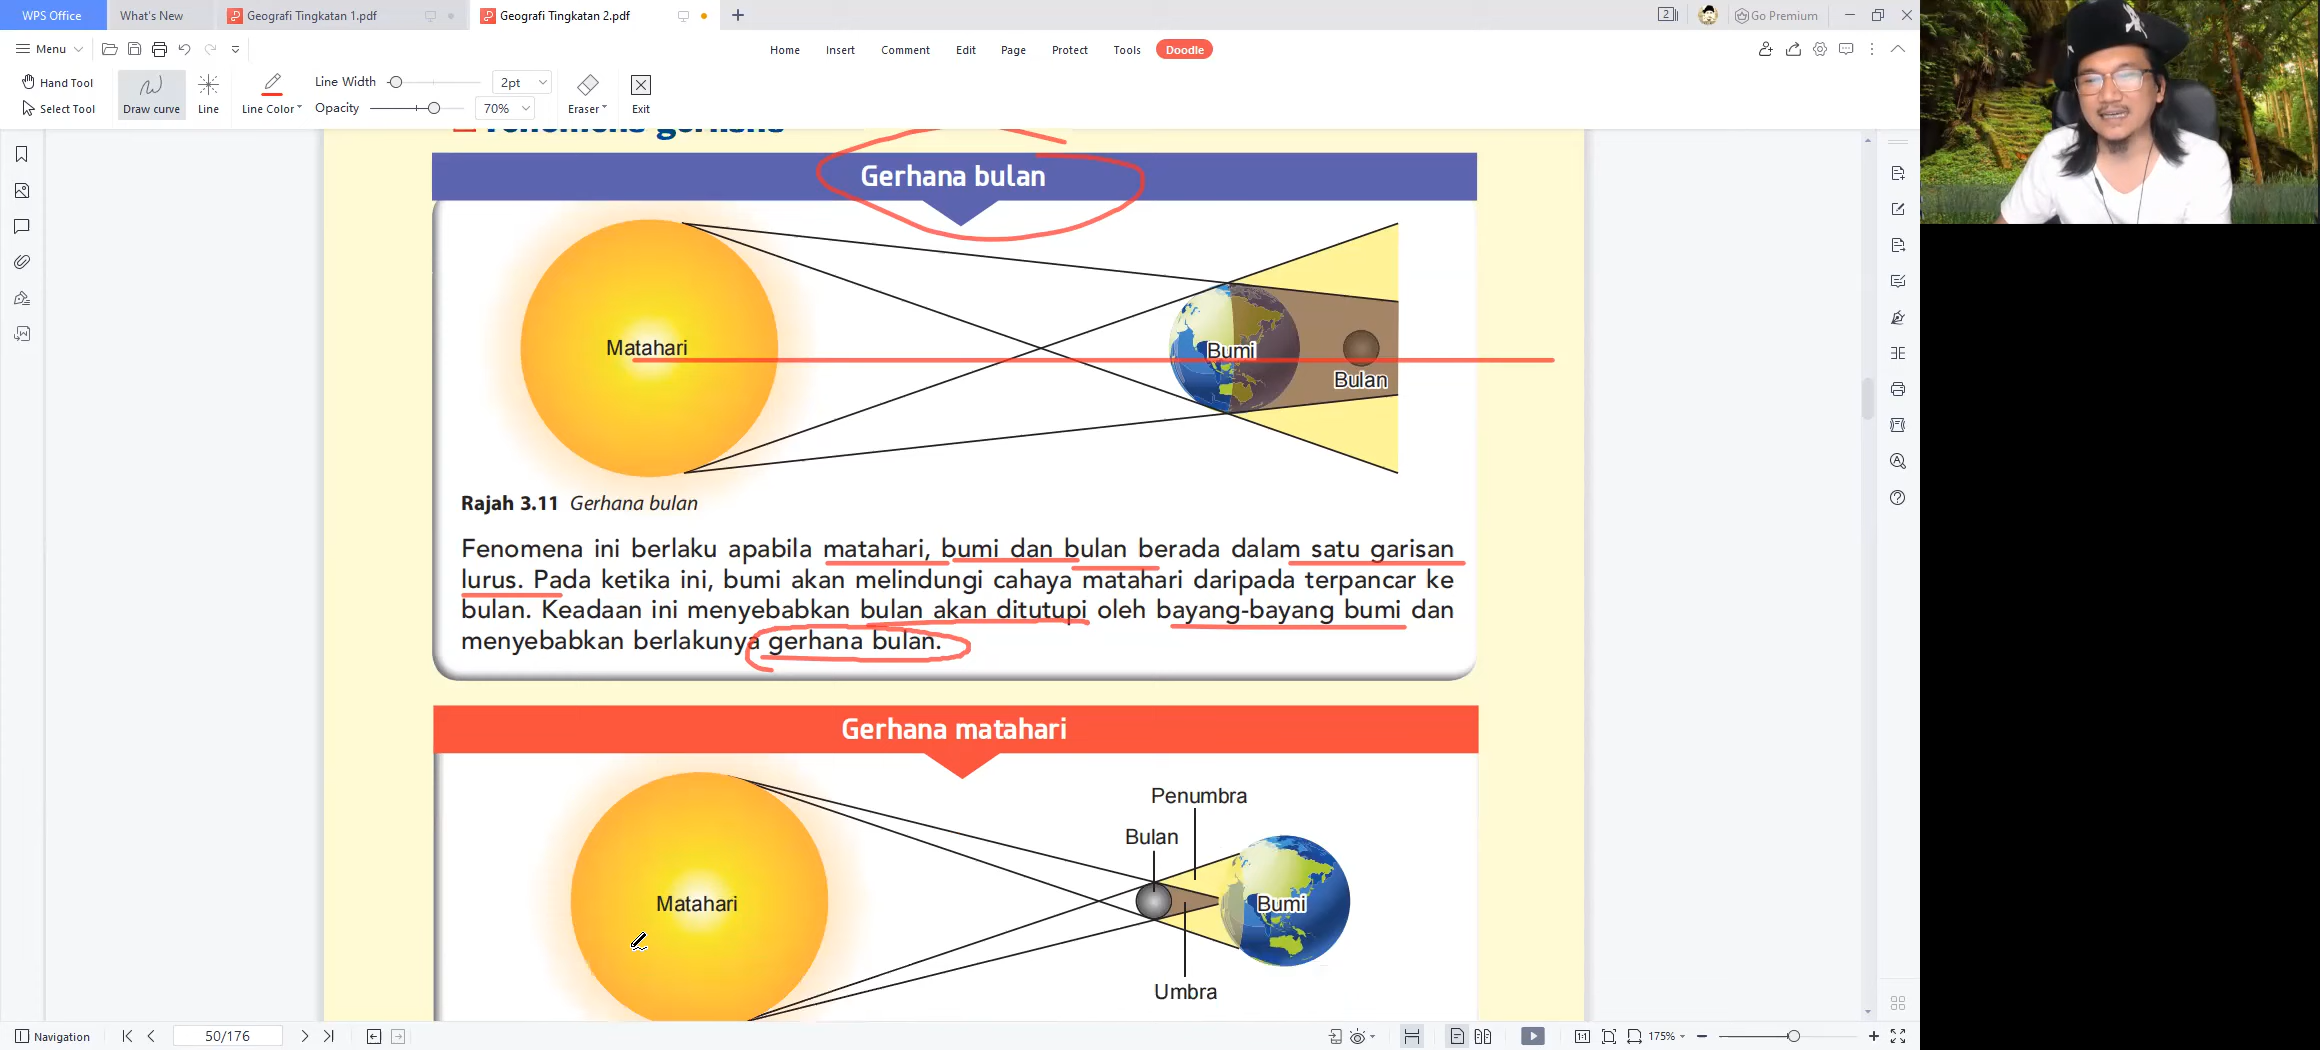 WPS Office What's New Geografi Tingkatan 1.pdf Geografi Tingkatan 2.pdf 2 Go Premium
Menu Home Insert Comment Edit Page Protect Tools Doodle
Hand Tool Line Width 2pt
Select Tool Draw curve Line Line Color Opacity 70% Eraser Exit
Fenomena gerhana
Gerhana bulan
Matahari
Bumi
Bulan
Rajah 3.11 Gerhana bulan
Fenomena ini berlaku apabila matahari, bumi dan bulan berada dalam satu garisan
lurus. Pada ketika ini, bumi akan melindungi cahaya matahari daripada terpancar ke
bulan. Keadaan ini menyebabkan bulan akan ditutupi oleh bayang-bayang bumi dan
menyebabkan berlakunya gerhana bulan.
Gerhana matahari
Penumbra
Bulan
Matahari
Bumi
Umbra
Navigation 50/176 1:1 175%